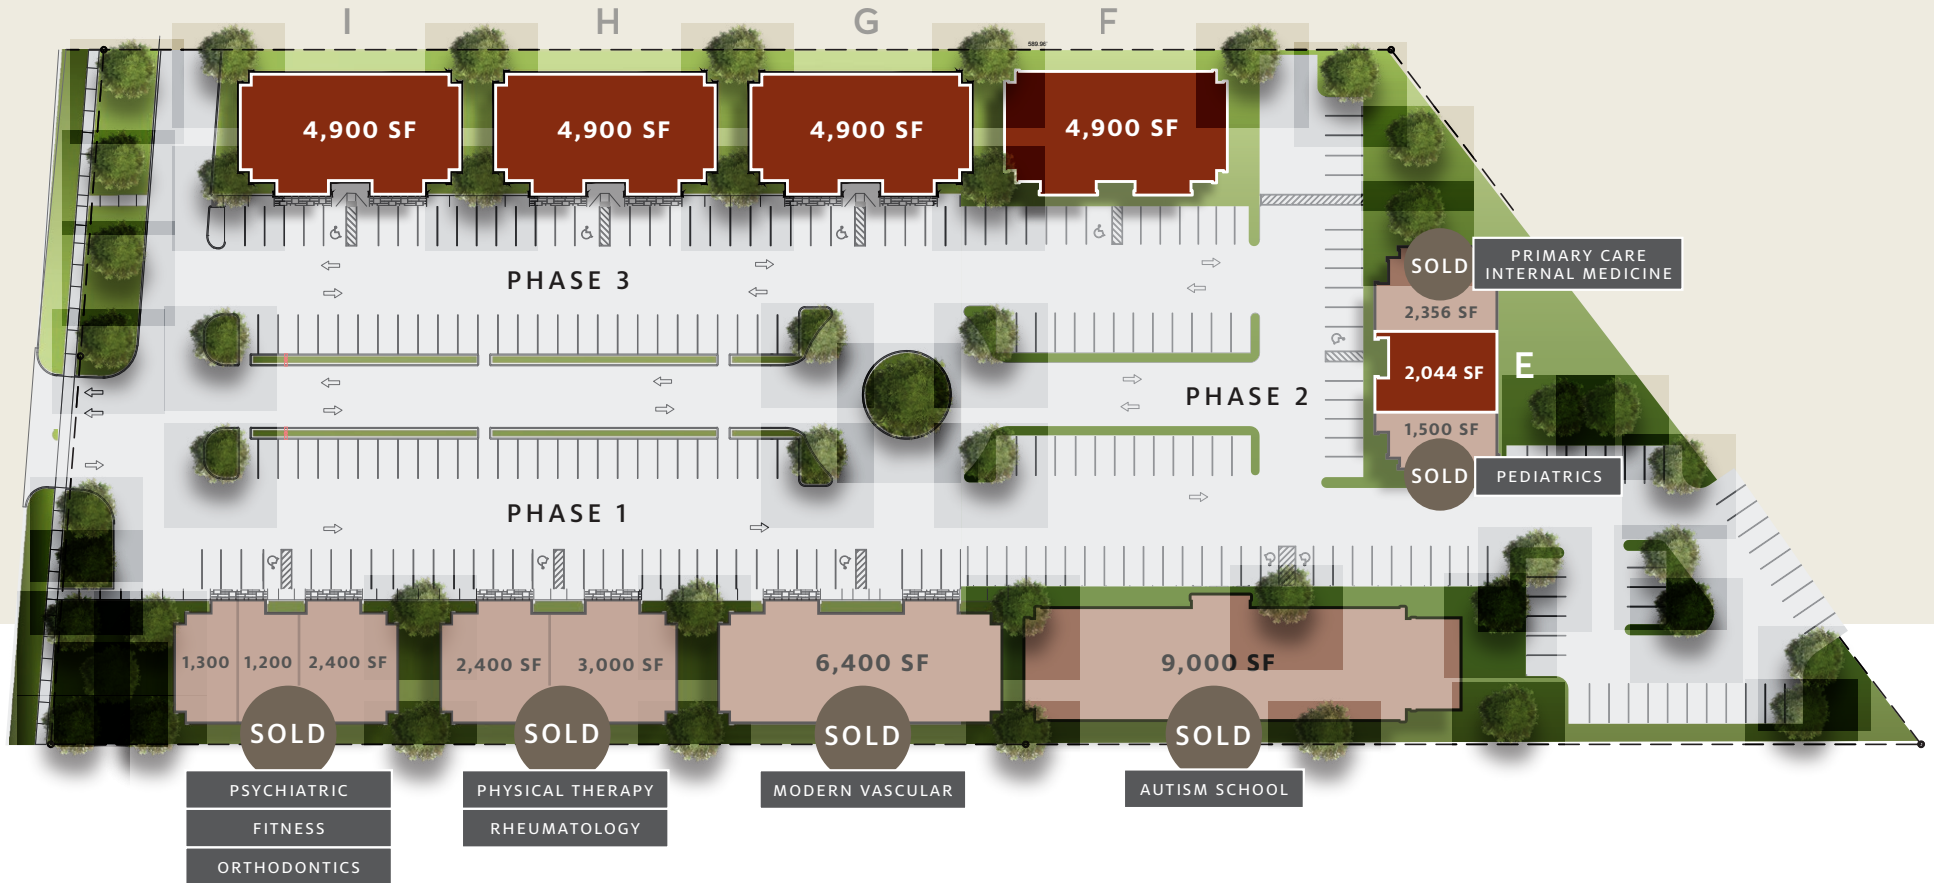 I H G F
589.96'
4,900 SF 4,900 SF 4,900 SF 4,900 SF
SOLD
PRIMARY CARE
INTERNAL MEDICINE
PHASE 3
2,356 SF
2,044 SF
E
PHASE 2
1,500 SF
SOLD
PEDIATRICS
PHASE 1
1,300 1,200 2,400 SF
2,400 SF 3,000 SF
6,400 SF
9,000 SF
SOLD SOLD SOLD SOLD
PSYCHIATRIC
FITNESS
ORTHODONTICS
PHYSICAL THERAPY
RHEUMATOLOGY
MODERN VASCULAR
AUTISM SCHOOL